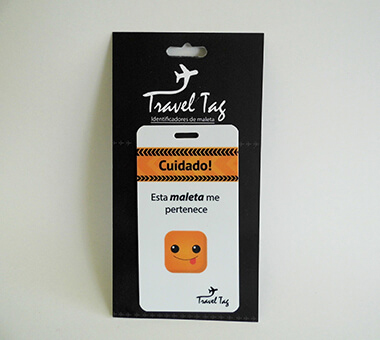 Travel Tag
Identificadores de maleta
Cuidado!
Esta maleta me
pertenece
Travel Tag